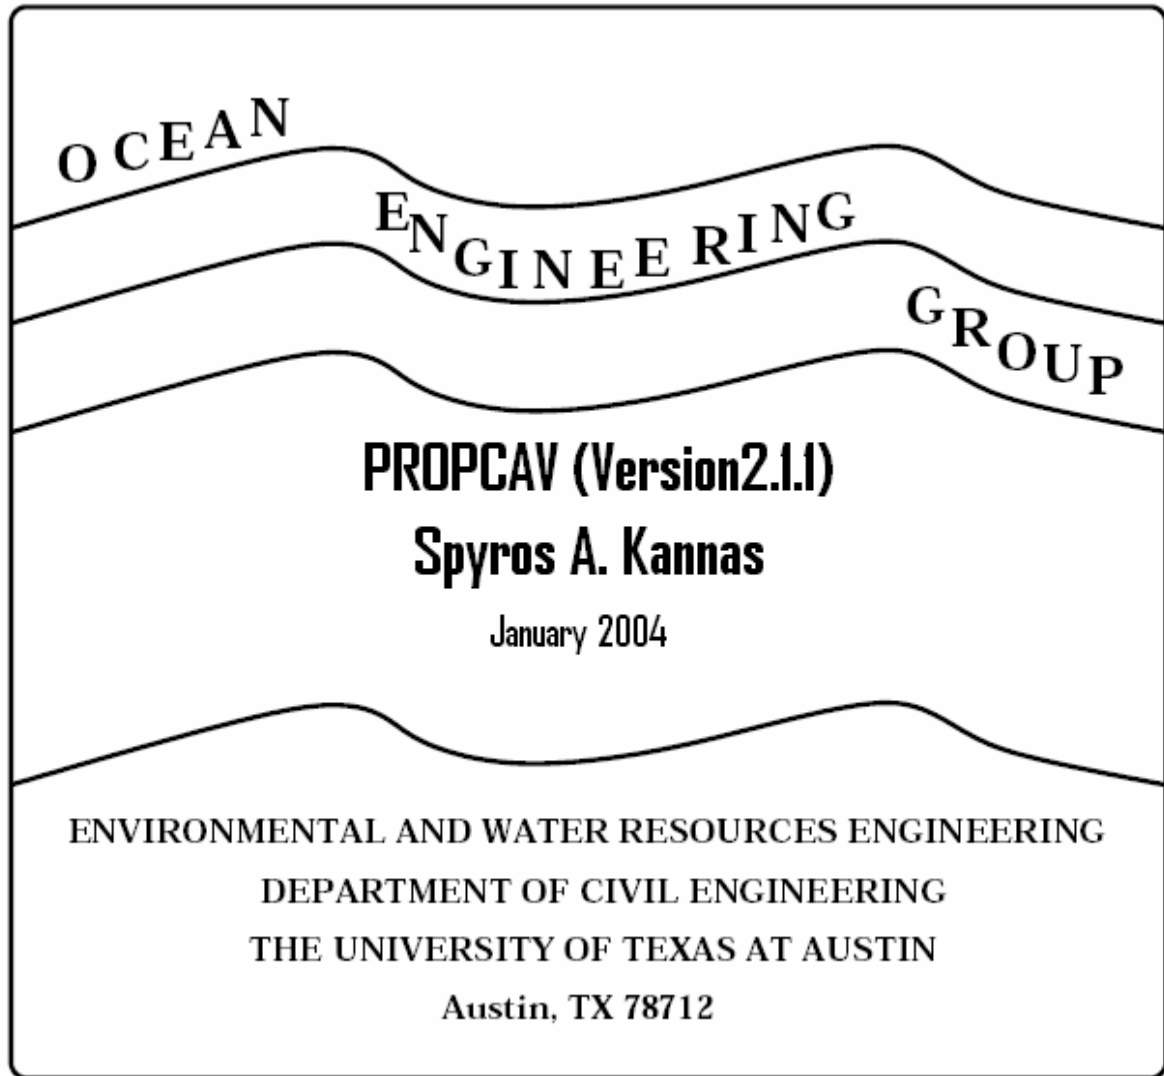 OCEAN
ENGINEERING
GROUP
PROPCAV (Version2.1.1)
Spyros A. Kannas
January 2004
ENVIRONMENTAL AND WATER RESOURCES ENGINEERING
DEPARTMENT OF CIVIL ENGINEERING
THE UNIVERSITY OF TEXAS AT AUSTIN
Austin, TX 78712